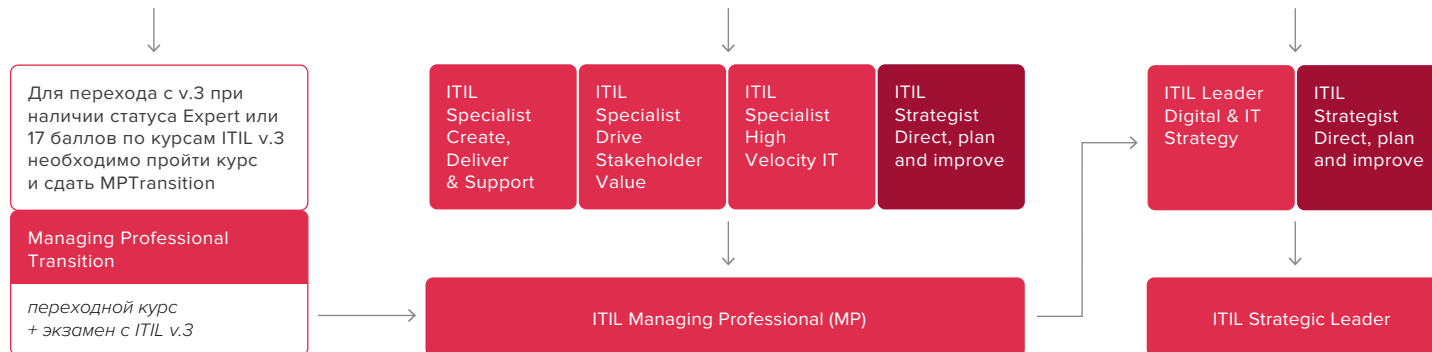 Для перехода с v.3 при
наличии статуса Expert или
17 баллов по курсам ITIL v.3
необходимо пройти курс
и сдать MPTransition
Managing Professional
Transition
переходной курс
+ экзамен с ITIL v.3
ITIL
Specialist
Create,
Deliver
& Support
ITIL
Specialist
Drive
Stakeholder
Value
ITIL
Specialist
High
Velocity IT
ITIL
Strategist
Direct, plan
and improve
ITIL Managing Professional (MP)
ITIL Leader
Digital & IT
Strategy
ITIL
Strategist
Direct, plan
and improve
ITIL Strategic Leader